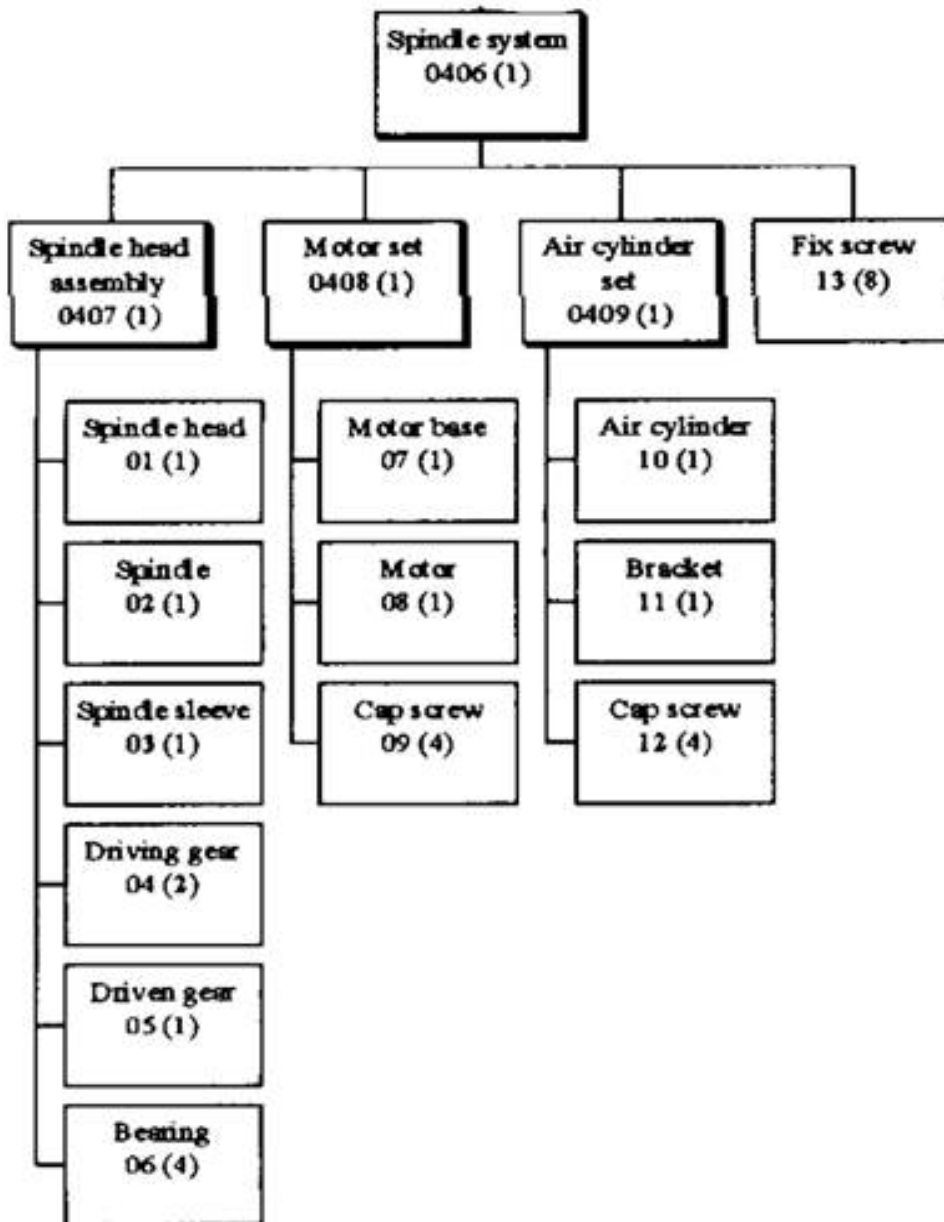 Spindle system
0406 (1)
Spindle head
assembly
0407 (1)
Motor set
0408 (1)
Air cylinder
set
0409 (1)
Fix screw
13 (8)
Spindle head
01 (1)
Spindle
02 (1)
Spindle sleeve
03 (1)
Driving gear
04 (2)
Driven gear
05 (1)
Bearing
06 (4)
Motor base
07 (1)
Motor
08 (1)
Cap screw
09 (4)
Air cylinder
10 (1)
Bracket
11 (1)
Cap screw
12 (4)